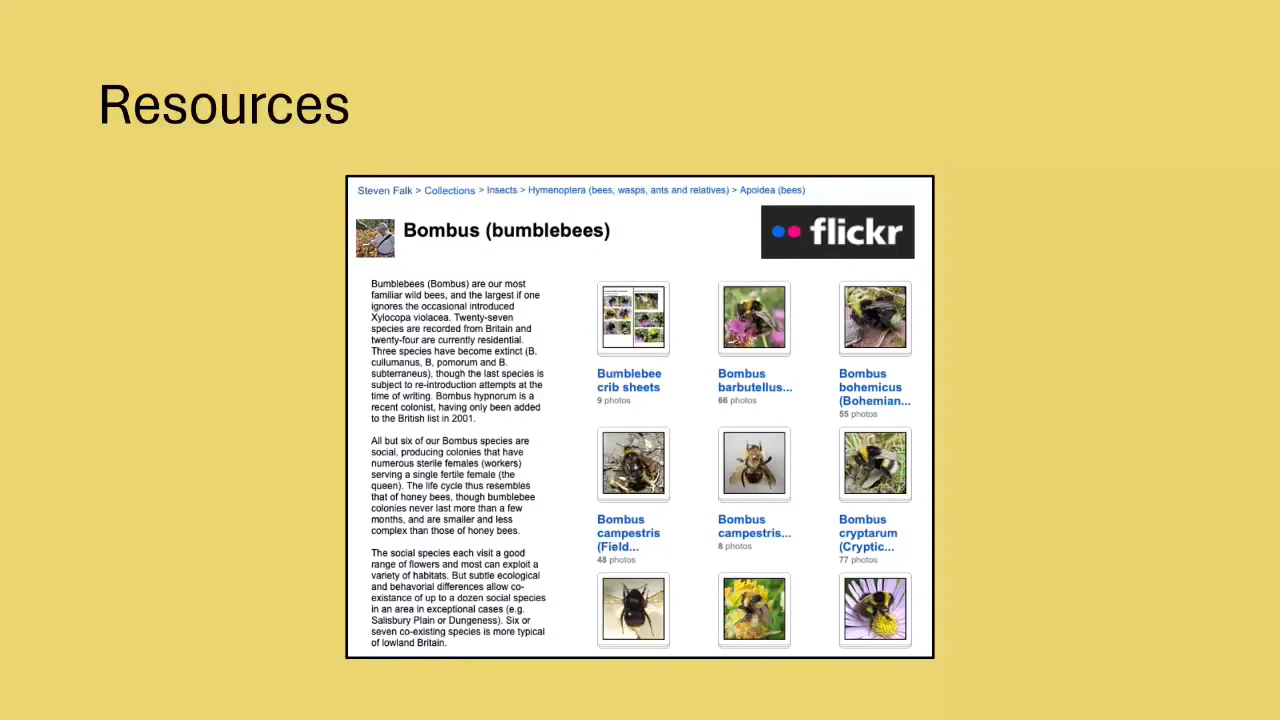 Resources
Steven Falk > Collections > Insects > Hymenoptera (bees, wasps, ants and relatives) > Apoidea (bees)
Bombus (bumblebees)
flickr
Bumblebees (Bombus) are our most
familiar wild bees, and the largest if one
ignores the occasional introduced
Xylocopa violacea. Twenty-seven
species are recorded from Britain and
twenty-four are currently residential.
Three species have become extinct (B.
cullumanus, B, pomorum and B.
subterraneus), though the last species is
subject to re-introduction attempts at the
time of writing. Bombus hypnorum is a
recent colonist, having only been added
to the British list in 2001.
All but six of our Bombus species are
social, producing colonies that have
numerous sterile females (workers)
serving a single fertile female (the
queen). The life cycle thus resembles
that of honey bees, though bumblebee
colonies never last more than a few
months, and are smaller and less
complex than those of honey bees.
The social species each visit a good
range of flowers and most can exploit a
variety of habitats. But subtle ecological
and behavorial differences allow co-
existance of up to a dozen social species
in an area in exceptional cases (e.g.
Salisbury Plain or Dungeness). Six or
seven co-existing species is more typical
of lowland Britain.
Bumblebee
crib sheets
9 photos
Bombus
barbutellus...
66 photos
Bombus
bohemicus
(Bohemian...
55 photos
Bombus
campestris
(Field...
48 photos
Bombus
campestris...
8 photos
Bombus
cryptarum
(Cryptic...
77 photos